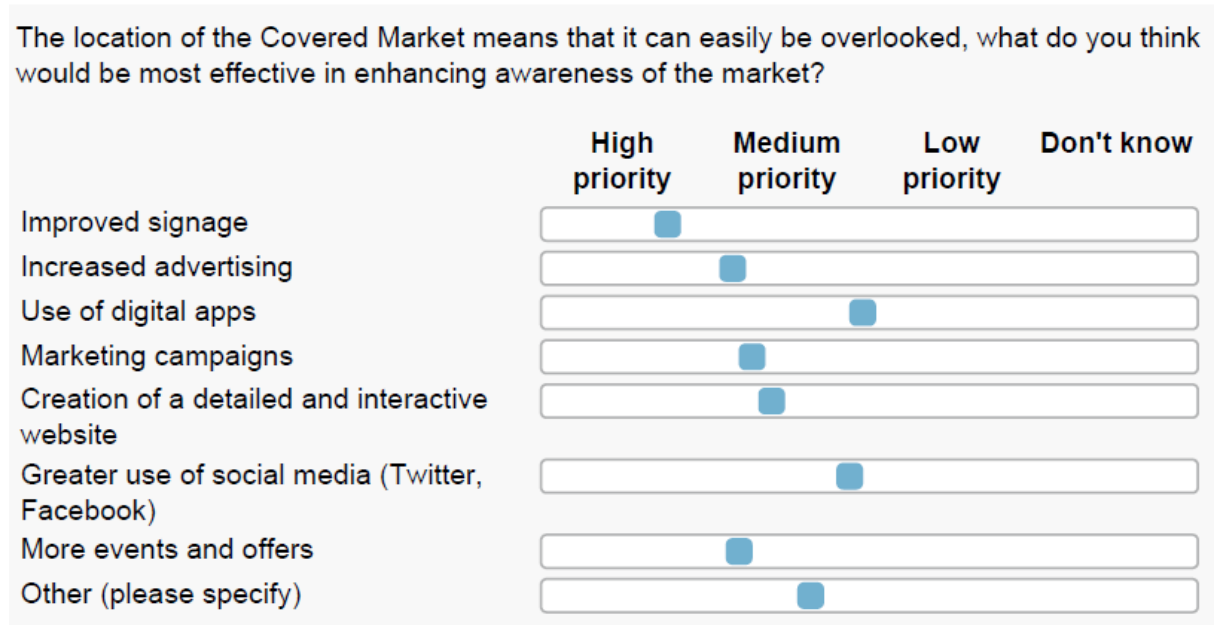 The location of the Covered Market means that it can easily be overlooked, what do you think
would be most effective in enhancing awareness of the market?
High priority
Medium priority
Low priority
Don't know
Improved signage
Increased advertising
Use of digital apps
Marketing campaigns
Creation of a detailed and interactive
website
Greater use of social media (Twitter,
Facebook)
More events and offers
Other (please specify)